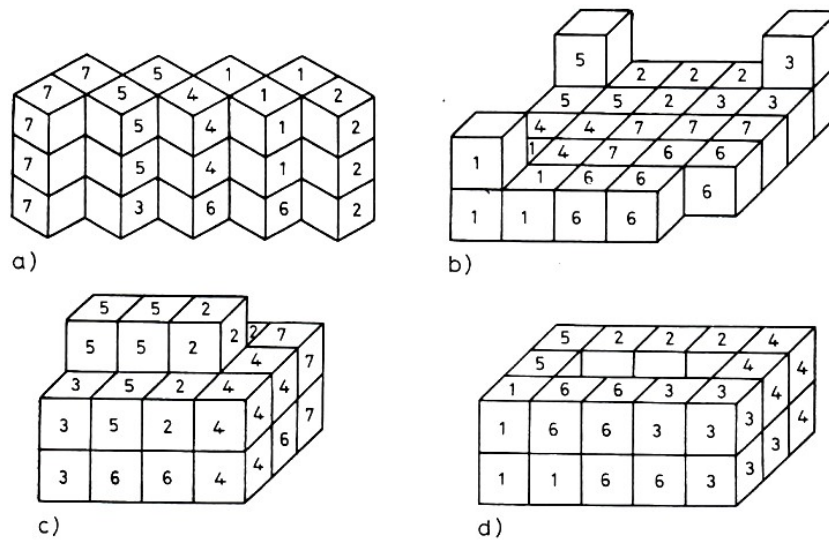 7 5 1 1
7 5 4 1 2
7 5 4 1 2
7 5 4 1 2
7 3 6 6 2
a)
5 3
2 2 2
5 5 2 3 3
4 4 7 7 7
1 1 4 7 6 6
1 6 6 6
1 1 6 6
b)
5 5 2
5 5 2 2 2 7
4 7
3 5 2 4 4
3 5 2 4 4 6 7
3 6 6 4 4
c)
5 2 2 2 4
5 4 4
1 6 6 3 3 4
1 6 6 3 3 3 4
1 1 6 6 3 3 3
d)